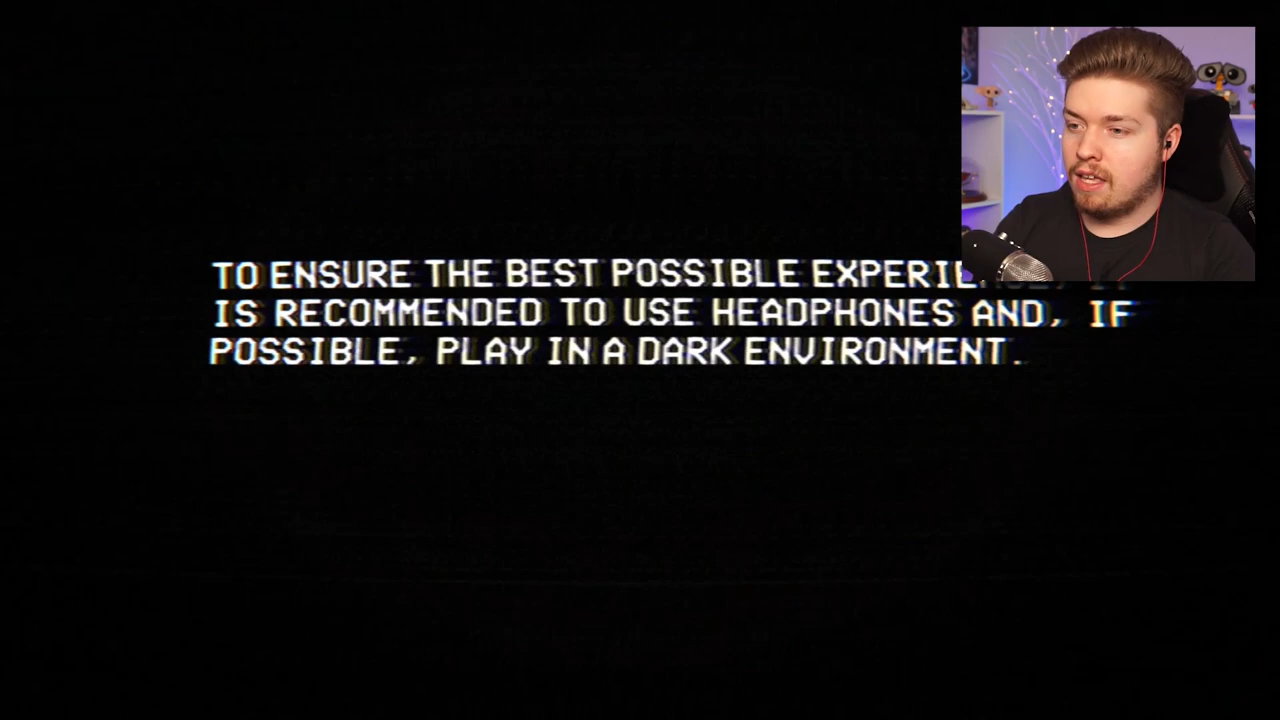 TO ENSURE THE BEST POSSIBLE
IS RECOMMENDED TO USE HEADPHONES AND, IF
POSSIBLE, PLAY IN A DARK ENVIRONMENT.